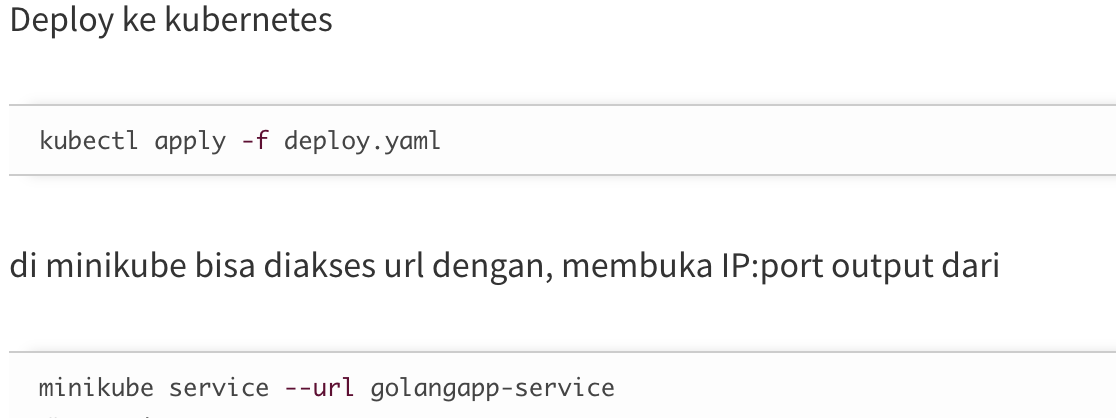 Deploy ke kubernetes
kubectl apply -f deploy.yaml
di minikube bisa diakses url dengan, membuka IP:port output dari
minikube service --url golangapp-service